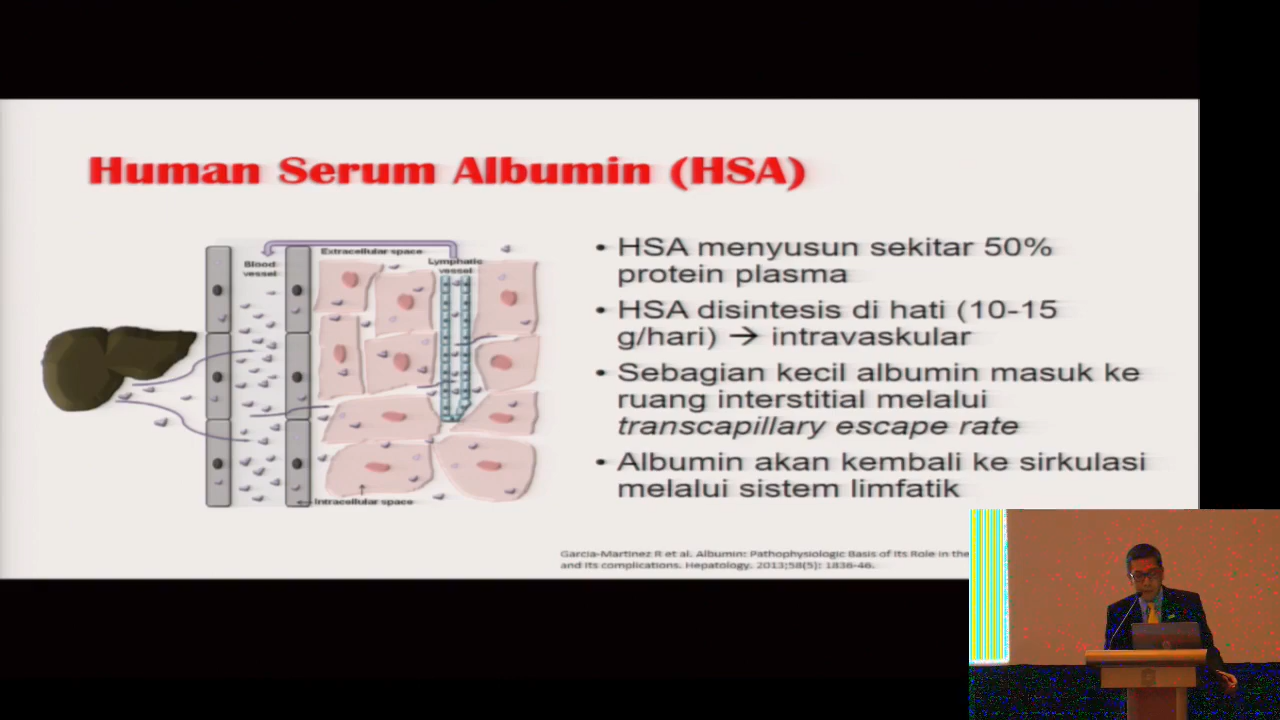 Human Serum Albumin (HSA)
Extracellular space
Blood
vessel
Lymphatic
vessel
Intracellular space
• HSA menyusun sekitar 50%
protein plasma
• HSA disintesis di hati (10-15
g/hari) → intravaskular
• Sebagian kecil albumin masuk ke
ruang interstitial melalui
transcapillary escape rate
• Albumin akan kembali ke sirkulasi
melalui sistem limfatik
Garcia-Martinez R et al. Albumin: Pathophysiologic Basis of Its Role in the
and Its complications. Hepatology. 2013;58(5): 1836-46.